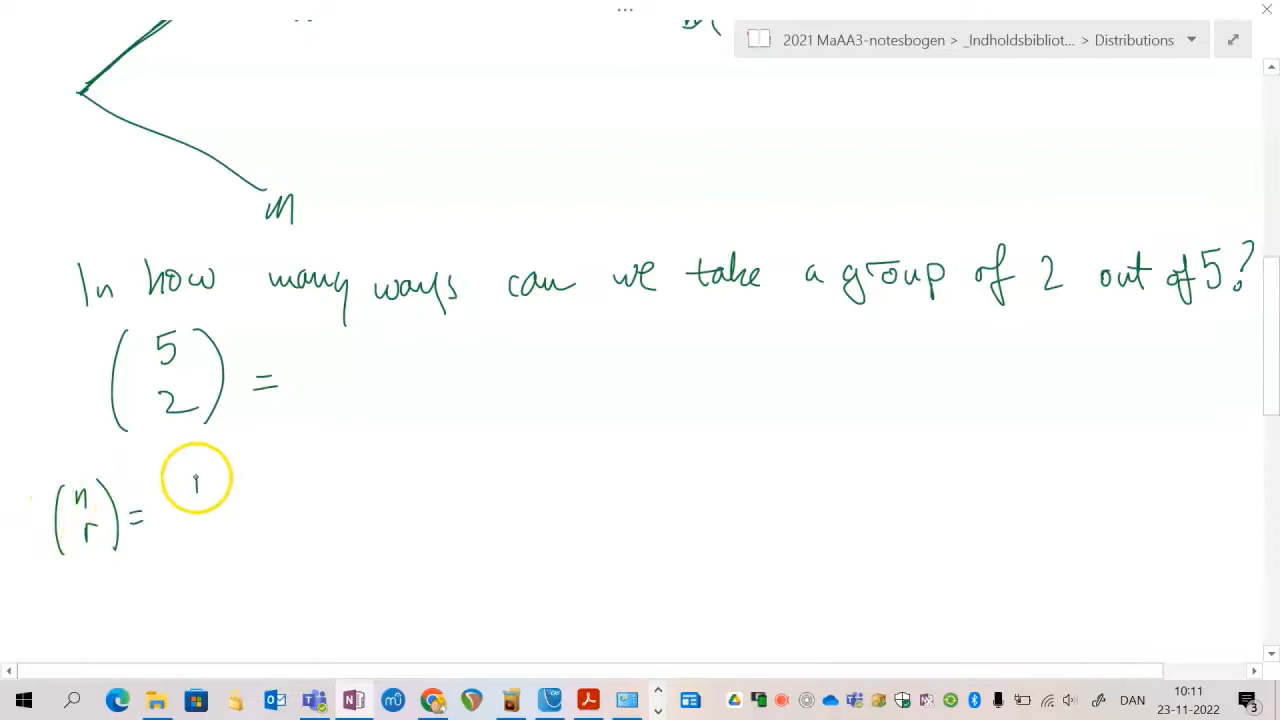 2021 MaAA3-notesbogen > _Indholdsbibliot... > Distributions
M
In how many ways can we take a group of 2 out of 5?
( 5
2 ) =
( n
r ) =
DAN
10:11
23-11-2022
3